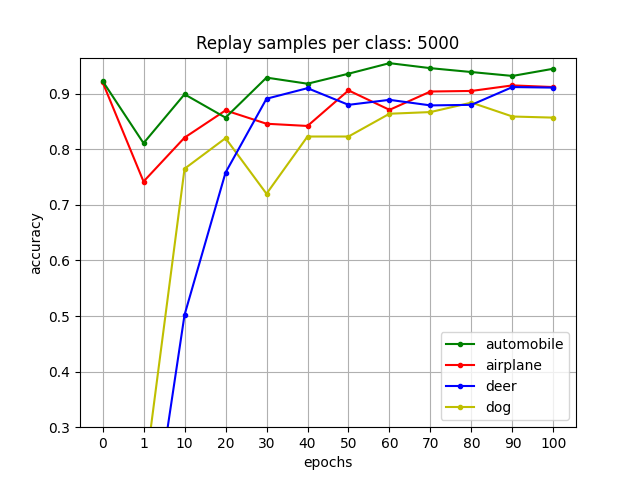 Replay samples per class: 5000
accuracy
0.9
0.8
0.7
0.6
0.5
0.4
0.3
automobile
airplane
deer
dog
0 1 10 20 30 40 50 60 70 80 90 100
epochs